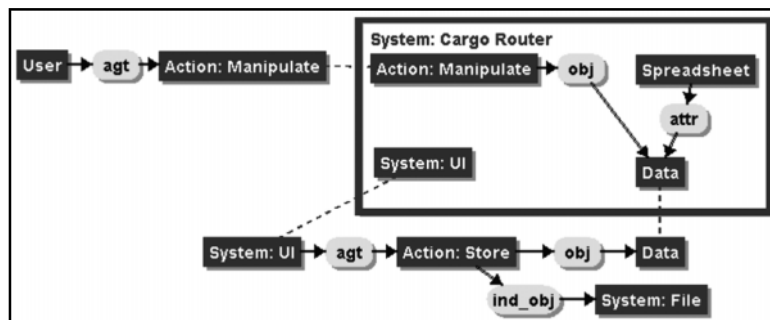 System: Cargo Router
User agt Action: Manipulate Action: Manipulate obj Spreadsheet
attr
System: UI Data
System: UI agt Action: Store obj Data
ind_obj System: File